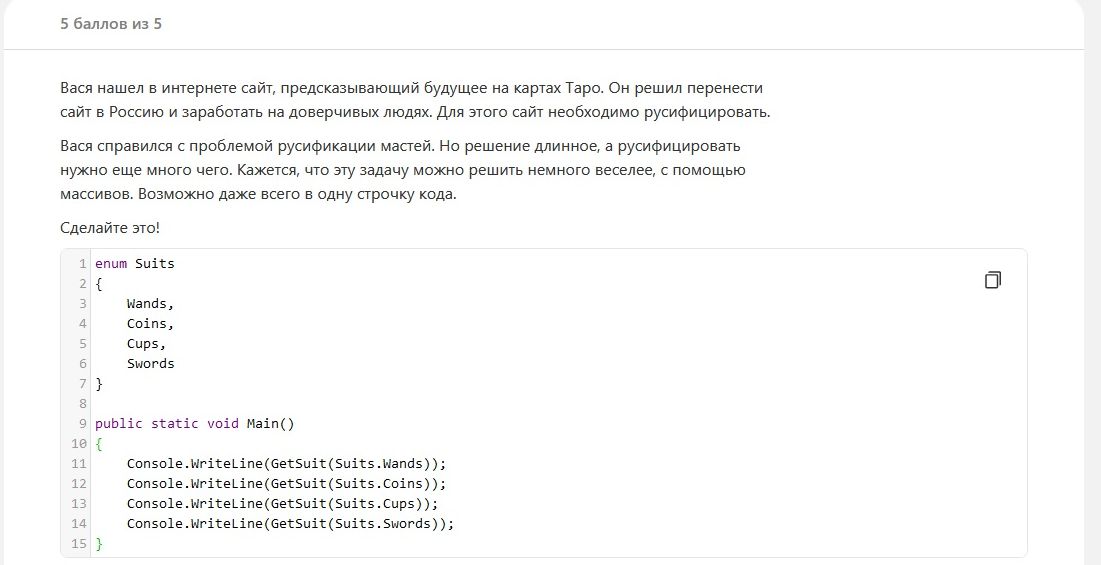 5 баллов из 5
Вася нашел в интернете сайт, предсказывающий будущее на картах Таро. Он решил перенести
сайт в Россию и заработать на доверчивых людях. Для этого сайт необходимо русифицировать.
Вася справился с проблемой русификации мастей. Но решение длинное, а русифицировать
нужно еще много чего. Кажется, что эту задачу можно решить немного веселее, с помощью
массивов. Возможно даже всего в одну строчку кода.
Сделайте это!
1 enum Suits
2 {
3     Wands,
4     Coins,
5     Cups,
6     Swords
7 }
8
9 public static void Main()
10 {
11     Console.WriteLine(GetSuit(Suits.Wands));
12     Console.WriteLine(GetSuit(Suits.Coins));
13     Console.WriteLine(GetSuit(Suits.Cups));
14     Console.WriteLine(GetSuit(Suits.Swords));
15 }